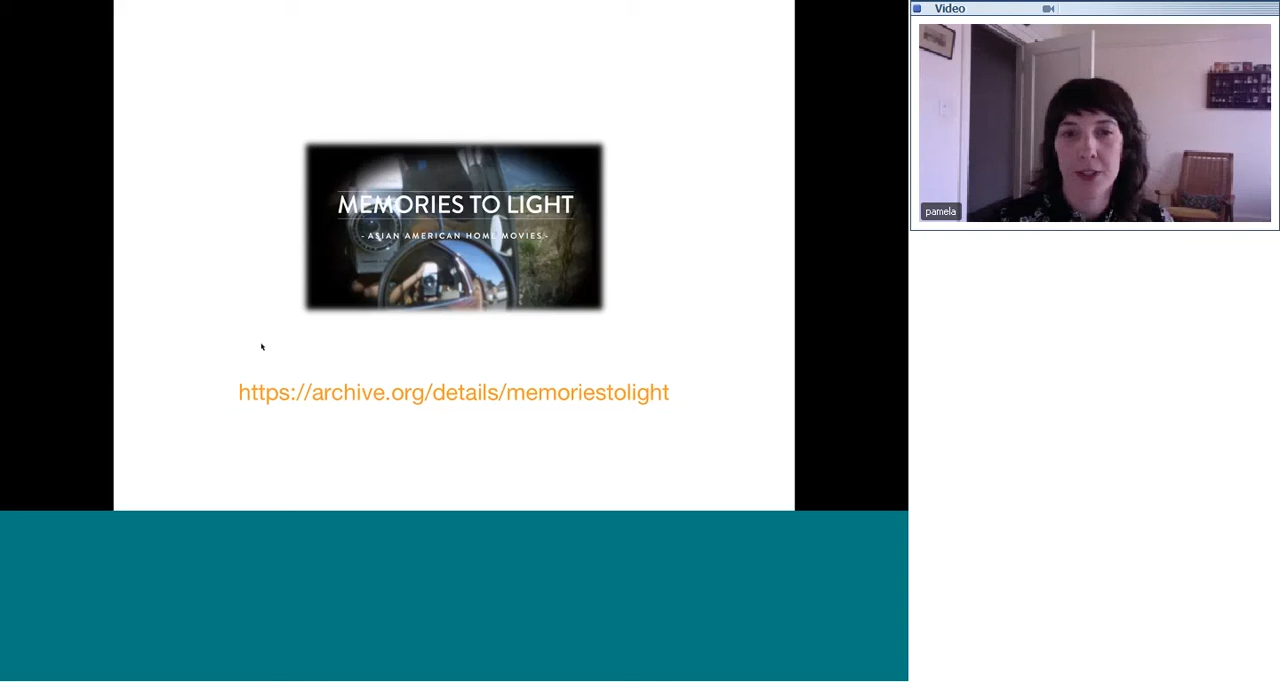 Video
pamela
MEMORIES TO LIGHT
- ASIAN AMERICAN HOME MOVIES -
https://archive.org/details/memoriestolight